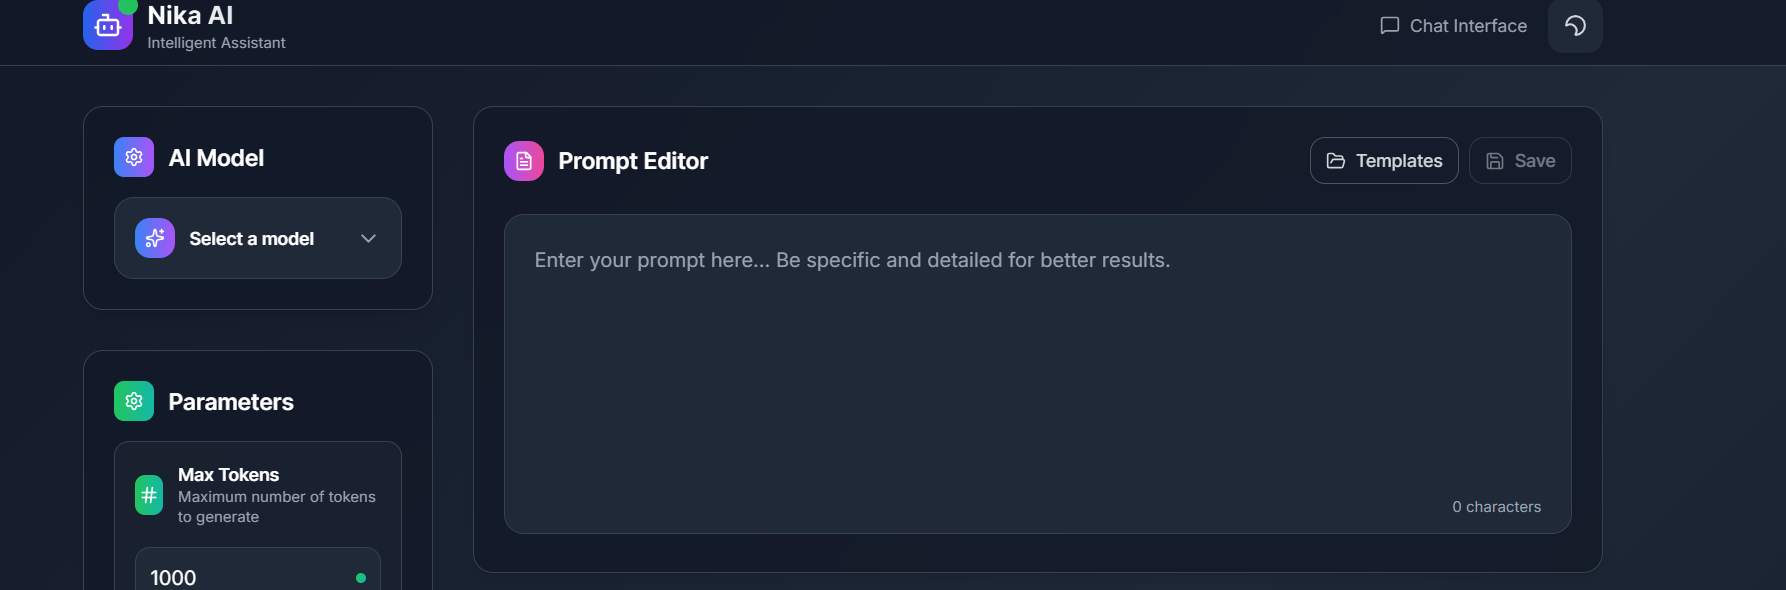 Nika AI
Intelligent Assistant
Chat Interface
AI Model
Select a model
Parameters
Max Tokens
Maximum number of tokens
to generate
1000
Prompt Editor
Templates
Save
Enter your prompt here... Be specific and detailed for better results.
0 characters